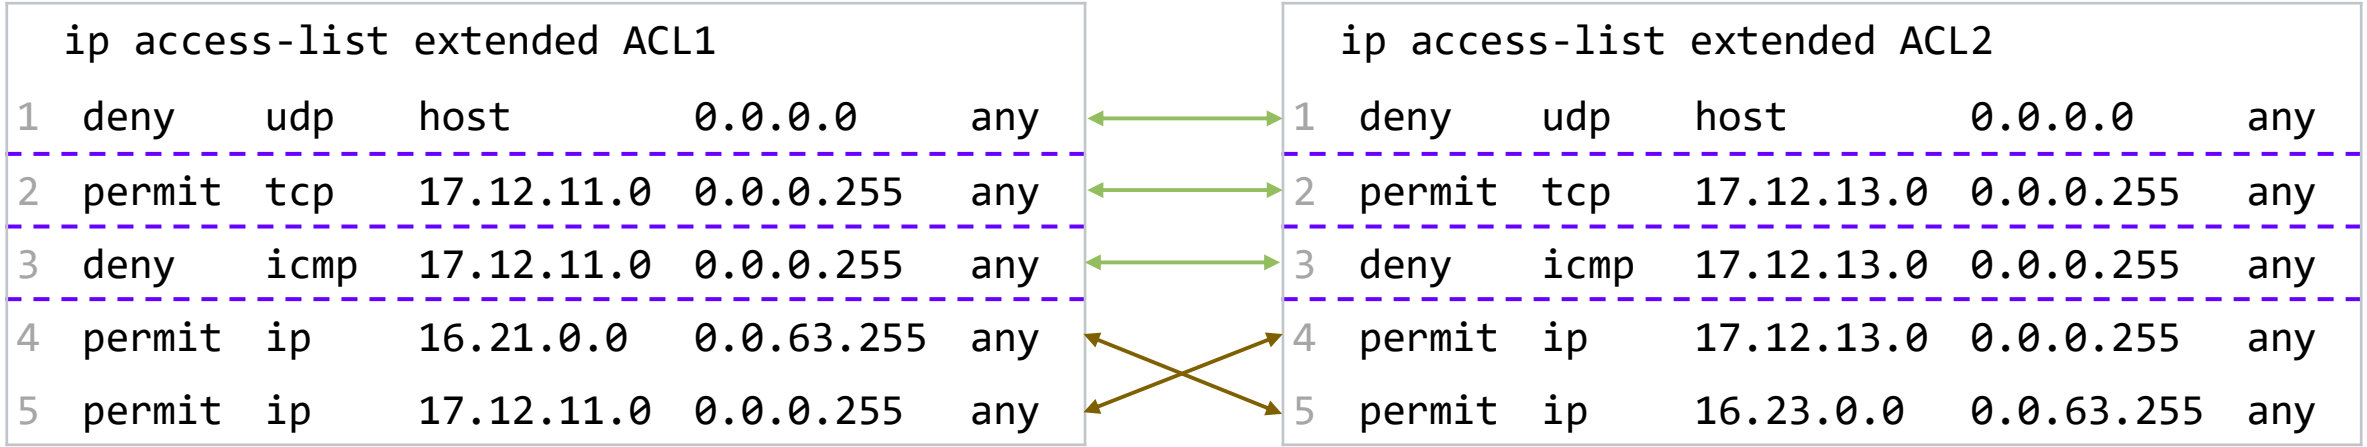 ip access-list extended ACL1
1 deny udp host 0.0.0.0 any
2 permit tcp 17.12.11.0 0.0.0.255 any
3 deny icmp 17.12.11.0 0.0.0.255 any
4 permit ip 16.21.0.0 0.0.63.255 any
5 permit ip 17.12.11.0 0.0.0.255 any
ip access-list extended ACL2
1 deny udp host 0.0.0.0 any
2 permit tcp 17.12.13.0 0.0.0.255 any
3 deny icmp 17.12.13.0 0.0.0.255 any
4 permit ip 17.12.13.0 0.0.0.255 any
5 permit ip 16.23.0.0 0.0.63.255 any